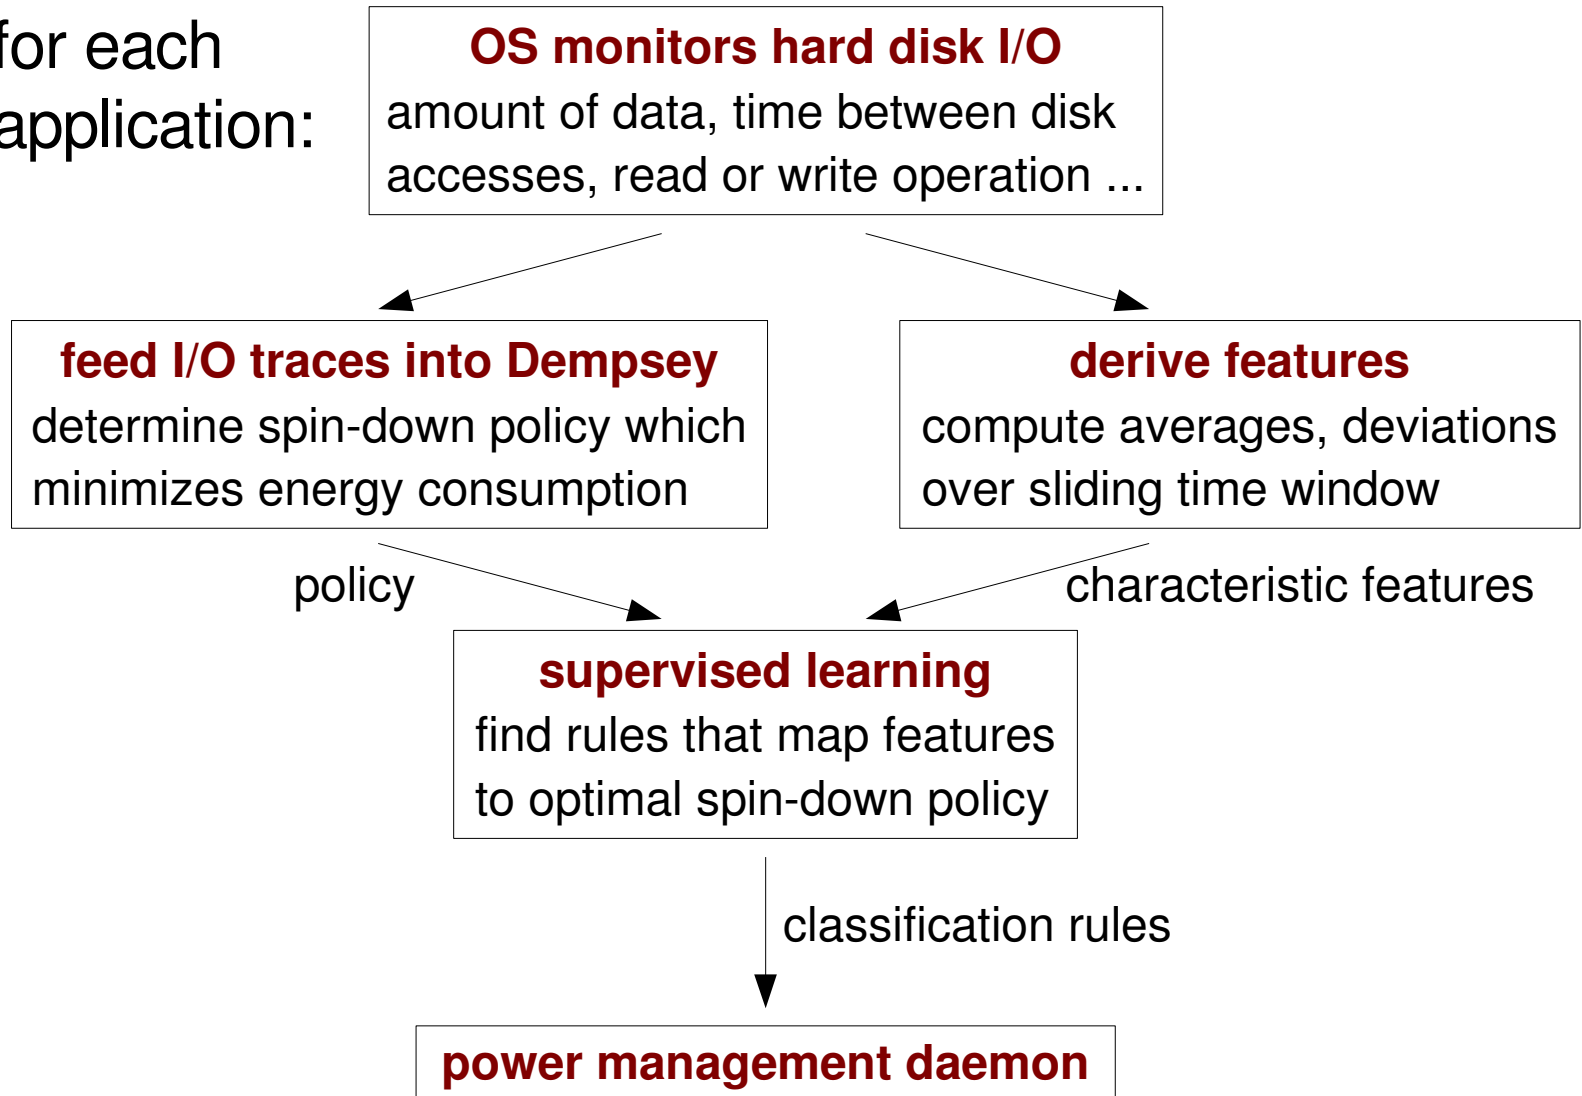 for each
application:
OS monitors hard disk I/O
amount of data, time between disk
accesses, read or write operation ...
feed I/O traces into Dempsey
determine spin-down policy which
minimizes energy consumption
derive features
compute averages, deviations
over sliding time window
policy
characteristic features
supervised learning
find rules that map features
to optimal spin-down policy
classification rules
power management daemon